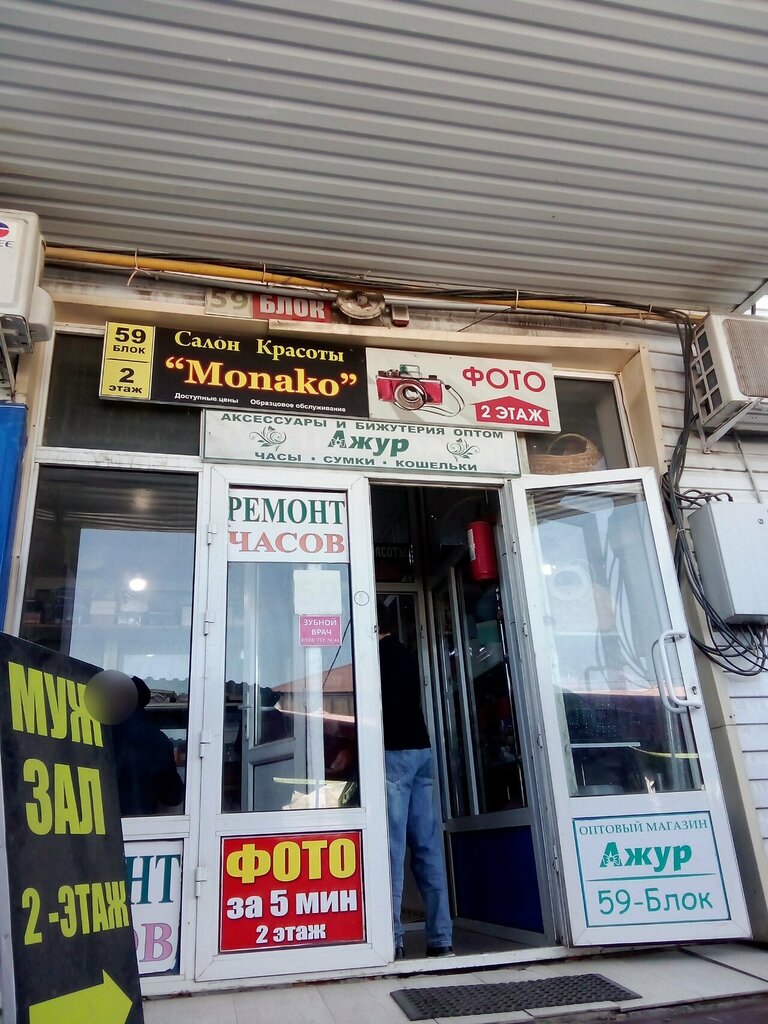 59 БЛОК
59
БЛОК
2
этаж
Салон Красоты
“Monako”
Доступные цены Образцовое обслуживание
ФОТО
2 ЭТАЖ
АКСЕССУАРЫ И БИЖУТЕРИЯ ОПТОМ
Ажур
ЧАСЫ • СУМКИ • КОШЕЛЬКИ
РЕМОНТ
ЧАСОВ
ЗУБНОЙ
ВРАЧ
МУЖ
ЗАЛ
2-ЭТАЖ
НТ
ОВ
ФОТО
за 5 мин
2 этаж
ОПТОВЫЙ МАГАЗИН
Ажур
59-Блок